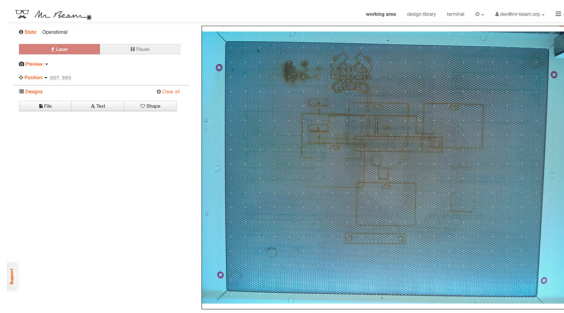 Mr Beam
working area
design library
terminal
dev@mr-beam.org
State: Operational
Laser
Pause
Preview:
Position:
Designs
Clear all
File
Text
Shape
Support